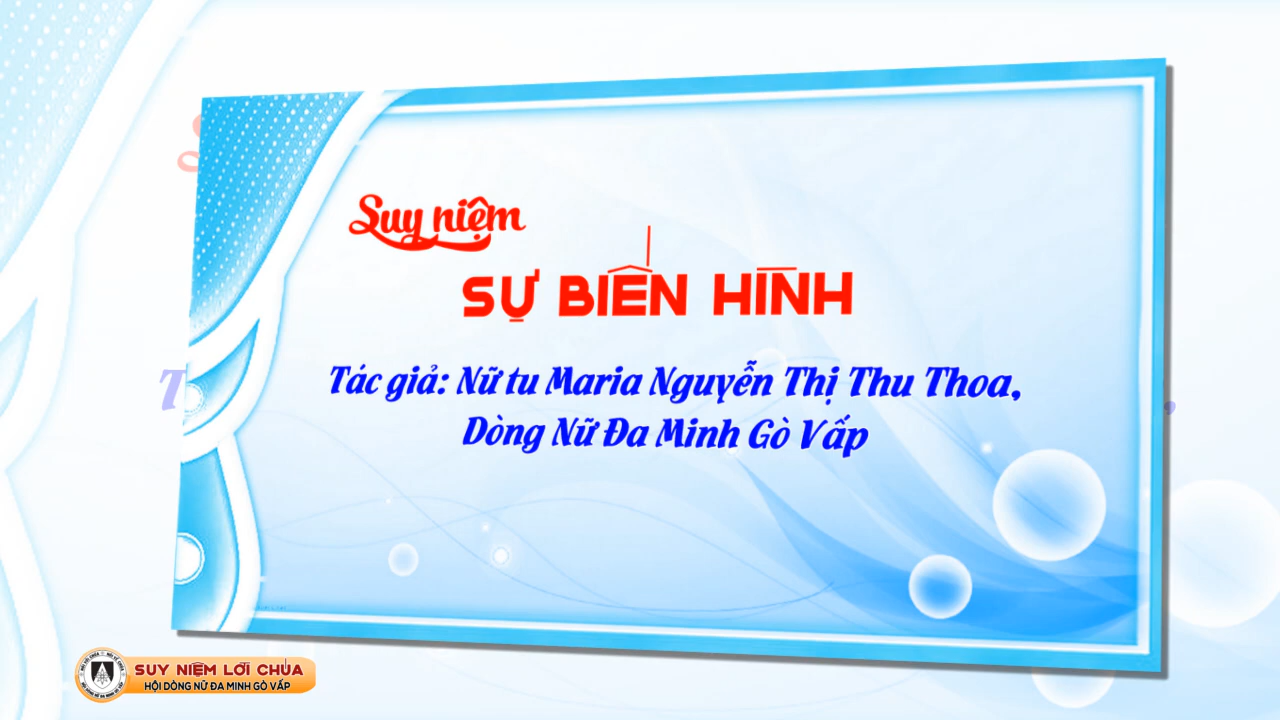 Suy niệm
SỰ BIẾN HÌNH
Tác giả: Nữ tu Maria Nguyễn Thị Thu Thoa,
Dòng Nữ Đa Minh Gò Vấp
SUY NIỆM LỜI CHÚA
HỘI DÒNG NỮ ĐA MINH GÒ VẤP